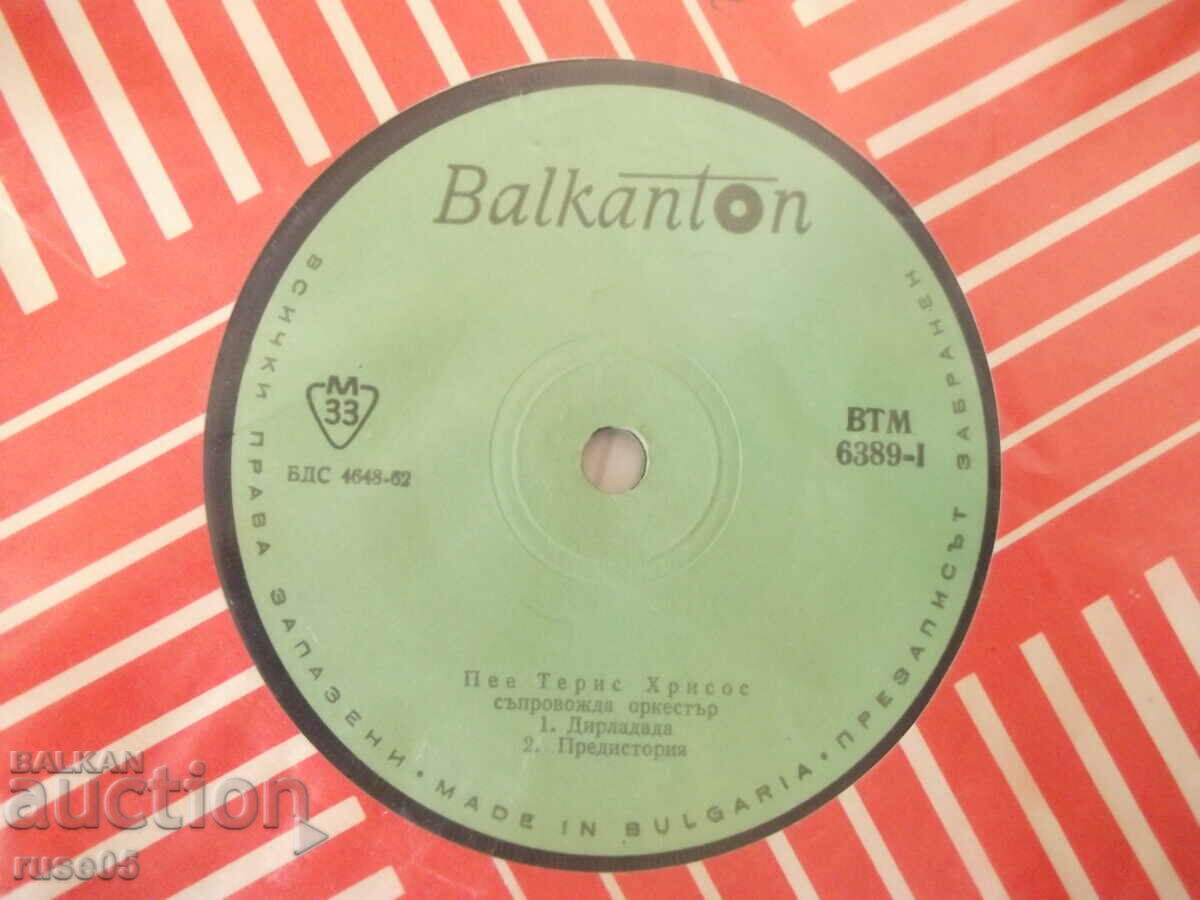 Balkanton
М
33
БДС 4648-62
ВТМ
6389-I
Пее Терис Хрисос
съпровожда оркестър
1. Дирладада
2. Предистория
ВСИЧКИ ПРАВА ЗАПАЗЕНИ • MADE IN BULGARIA • ПРЕЗАПИСЪТ ЗАБРАНЕН
BALKAN
auction
ruse05